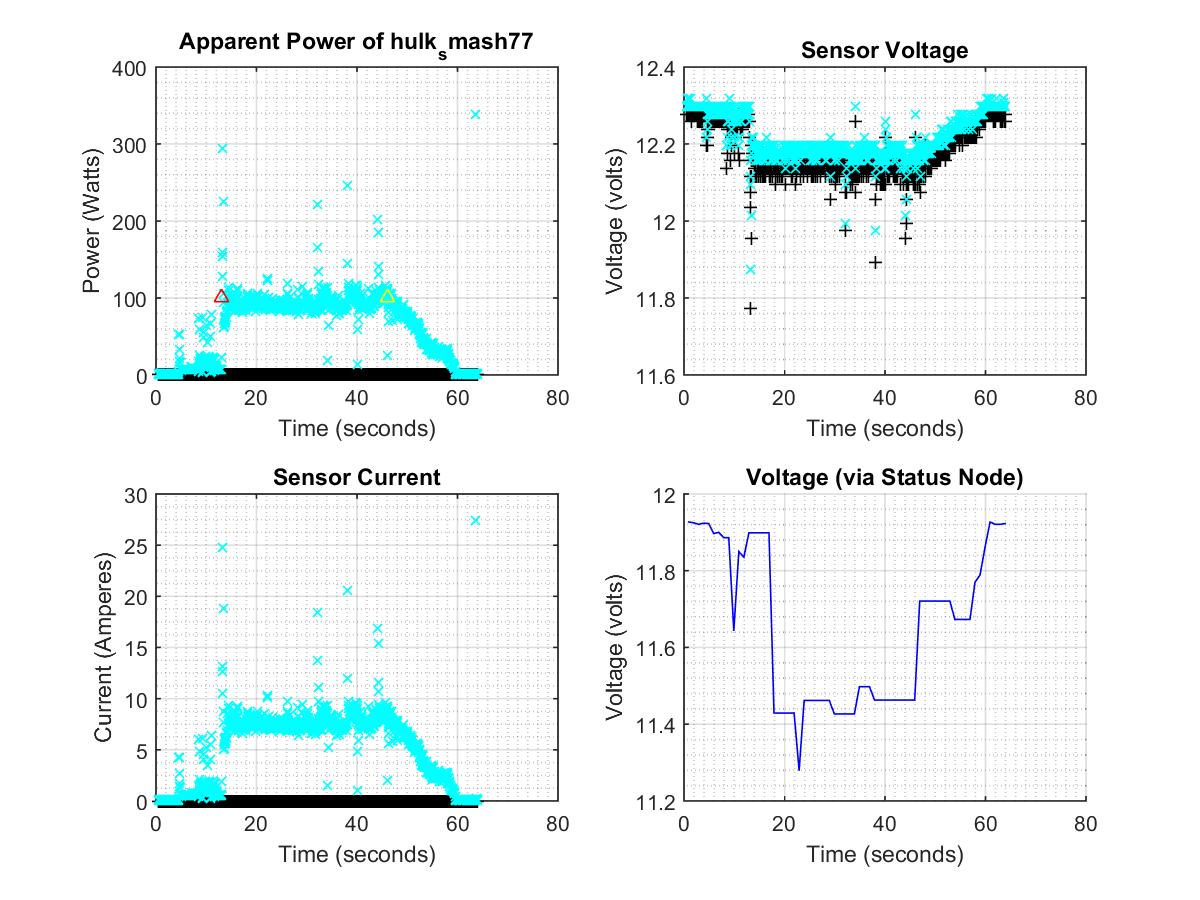 Apparent Power of hulksmash77
400
300
200
100
0
Power (Watts)
0 20 40 60 80
Time (seconds)
Sensor Voltage
12.4
12.2
12
11.8
11.6
Voltage (volts)
0 20 40 60 80
Time (seconds)
Sensor Current
30
25
20
15
10
5
0
Current (Amperes)
0 20 40 60 80
Time (seconds)
Voltage (via Status Node)
12
11.8
11.6
11.4
11.2
Voltage (volts)
0 20 40 60 80
Time (seconds)